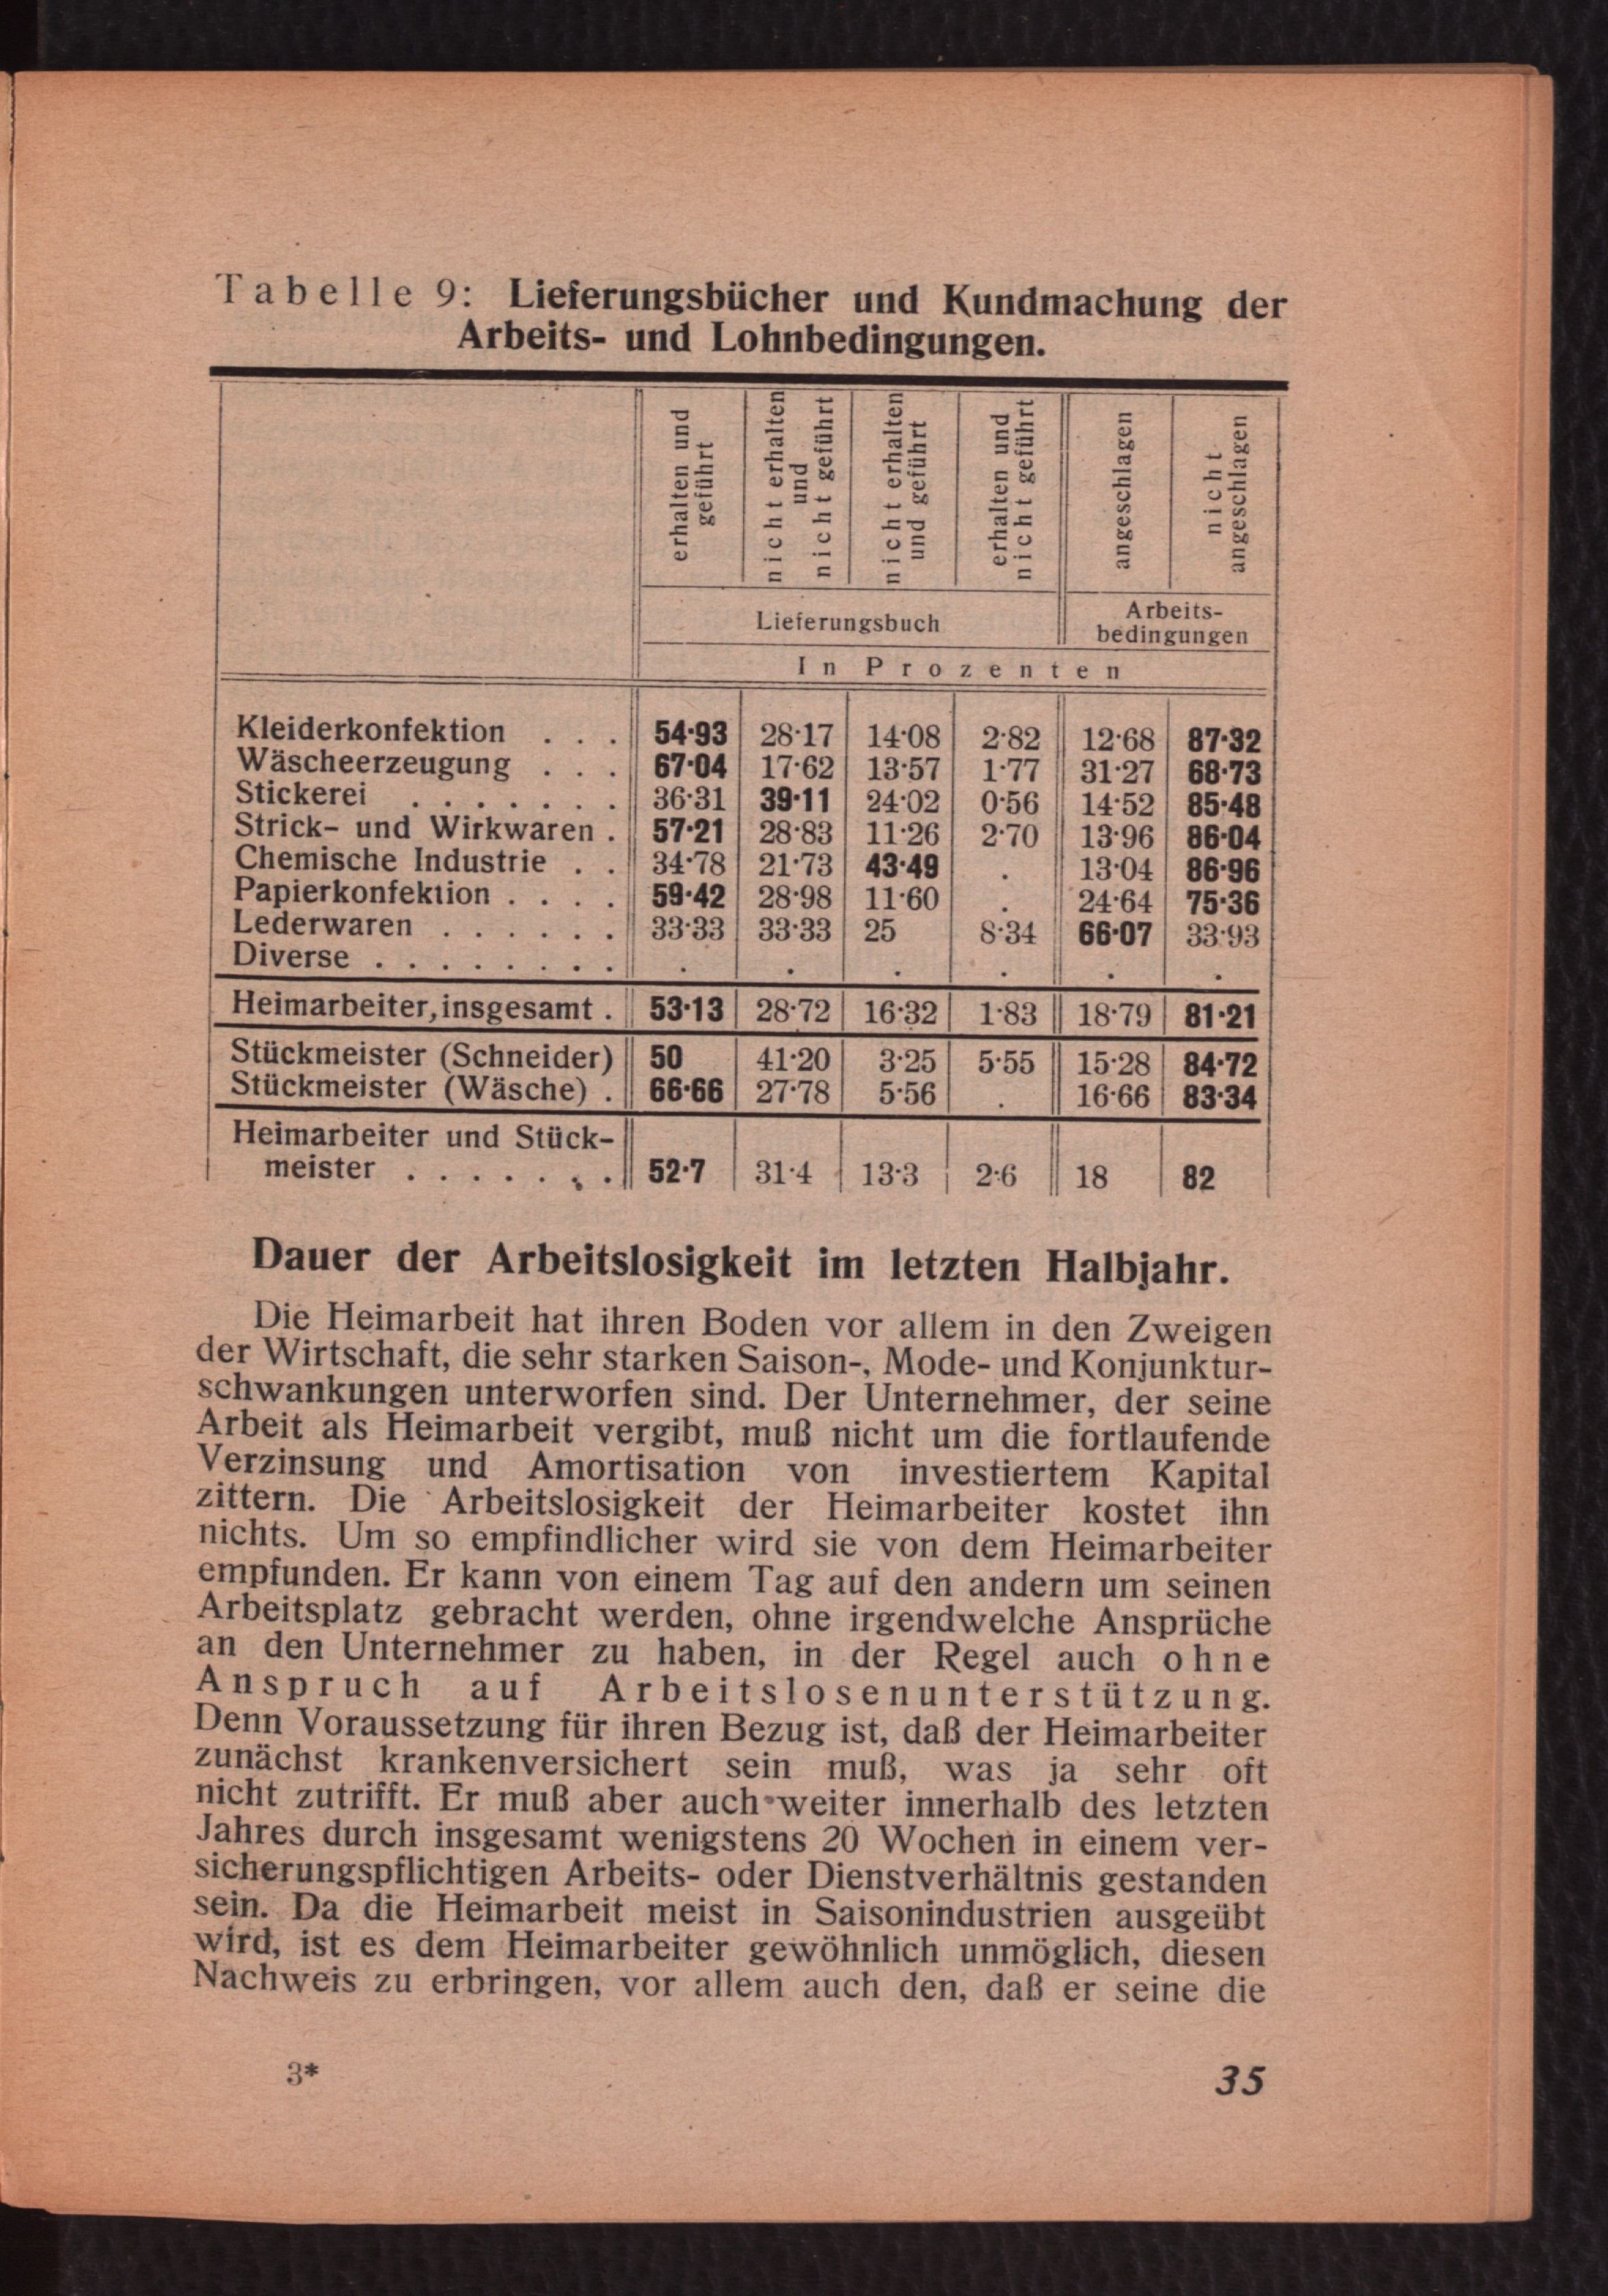 Tabelle 9: Lieferungsbücher und Kundmachung der
Arbeits- und Lohnbedingungen.
erhalten und geführt
nicht erhalten und nicht geführt
nicht erhalten und geführt
erhalten und nicht geführt
angeschlagen
nicht angeschlagen
Lieferungsbuch
Arbeits-
bedingungen
In Prozenten
Kleiderkonfektion . . . 54·93 28·17 14·08 2·82 12·68 87·32
Wäscheerzeugung . . . 67·04 17·62 13·57 1·77 31·27 68·73
Stickerei . . . . . . . 36·31 39·11 24·02 0·56 14·52 85·48
Strick- und Wirkwaren . 57·21 28·83 11·26 2·70 13·96 86·04
Chemische Industrie . . 34·78 21·73 43·49 . 13·04 86·96
Papierkonfektion . . . . 59·42 28·98 11·60 . 24·64 75·36
Lederwaren . . . . . . 33·33 33·33 25 8·34 66·07 33·93
Diverse . . . . . . . . . . . . . .
Heimarbeiter, insgesamt . 53·13 28·72 16·32 1·83 18·79 81·21
Stückmeister (Schneider) 50 41·20 3·25 5·55 15·28 84·72
Stückmeister (Wäsche) . 66·66 27·78 5·56 . 16·66 83·34
Heimarbeiter und Stück-
meister . . . . . . . 52·7 31·4 13·3 2·6 18 82
Dauer der Arbeitslosigkeit im letzten Halbjahr.
Die Heimarbeit hat ihren Boden vor allem in den Zweigen
der Wirtschaft, die sehr starken Saison-, Mode- und Konjunktur-
schwankungen unterworfen sind. Der Unternehmer, der seine
Arbeit als Heimarbeit vergibt, muß nicht um die fortlaufende
Verzinsung und Amortisation von investiertem Kapital
zittern. Die Arbeitslosigkeit der Heimarbeiter kostet ihn
nichts. Um so empfindlicher wird sie von dem Heimarbeiter
empfunden. Er kann von einem Tag auf den andern um seinen
Arbeitsplatz gebracht werden, ohne irgendwelche Ansprüche
an den Unternehmer zu haben, in der Regel auch ohne
Anspruch auf Arbeitslosenunterstützung.
Denn Voraussetzung für ihren Bezug ist, daß der Heimarbeiter
zunächst krankenversichert sein muß, was ja sehr oft
nicht zutrifft. Er muß aber auch weiter innerhalb des letzten
Jahres durch insgesamt wenigstens 20 Wochen in einem ver-
sicherungspflichtigen Arbeits- oder Dienstverhältnis gestanden
sein. Da die Heimarbeit meist in Saisonindustrien ausgeübt
wird, ist es dem Heimarbeiter gewöhnlich unmöglich, diesen
Nachweis zu erbringen, vor allem auch den, daß er seine die
3*
35